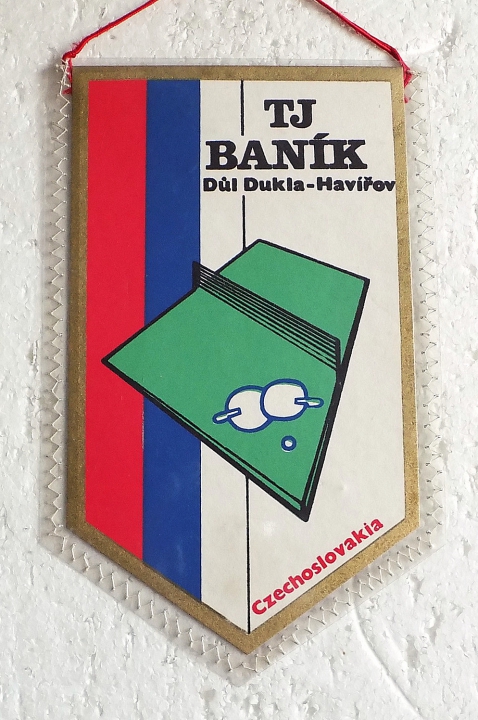 TJ
BANÍK
Důl Dukla-Havířov
Czechoslovakia